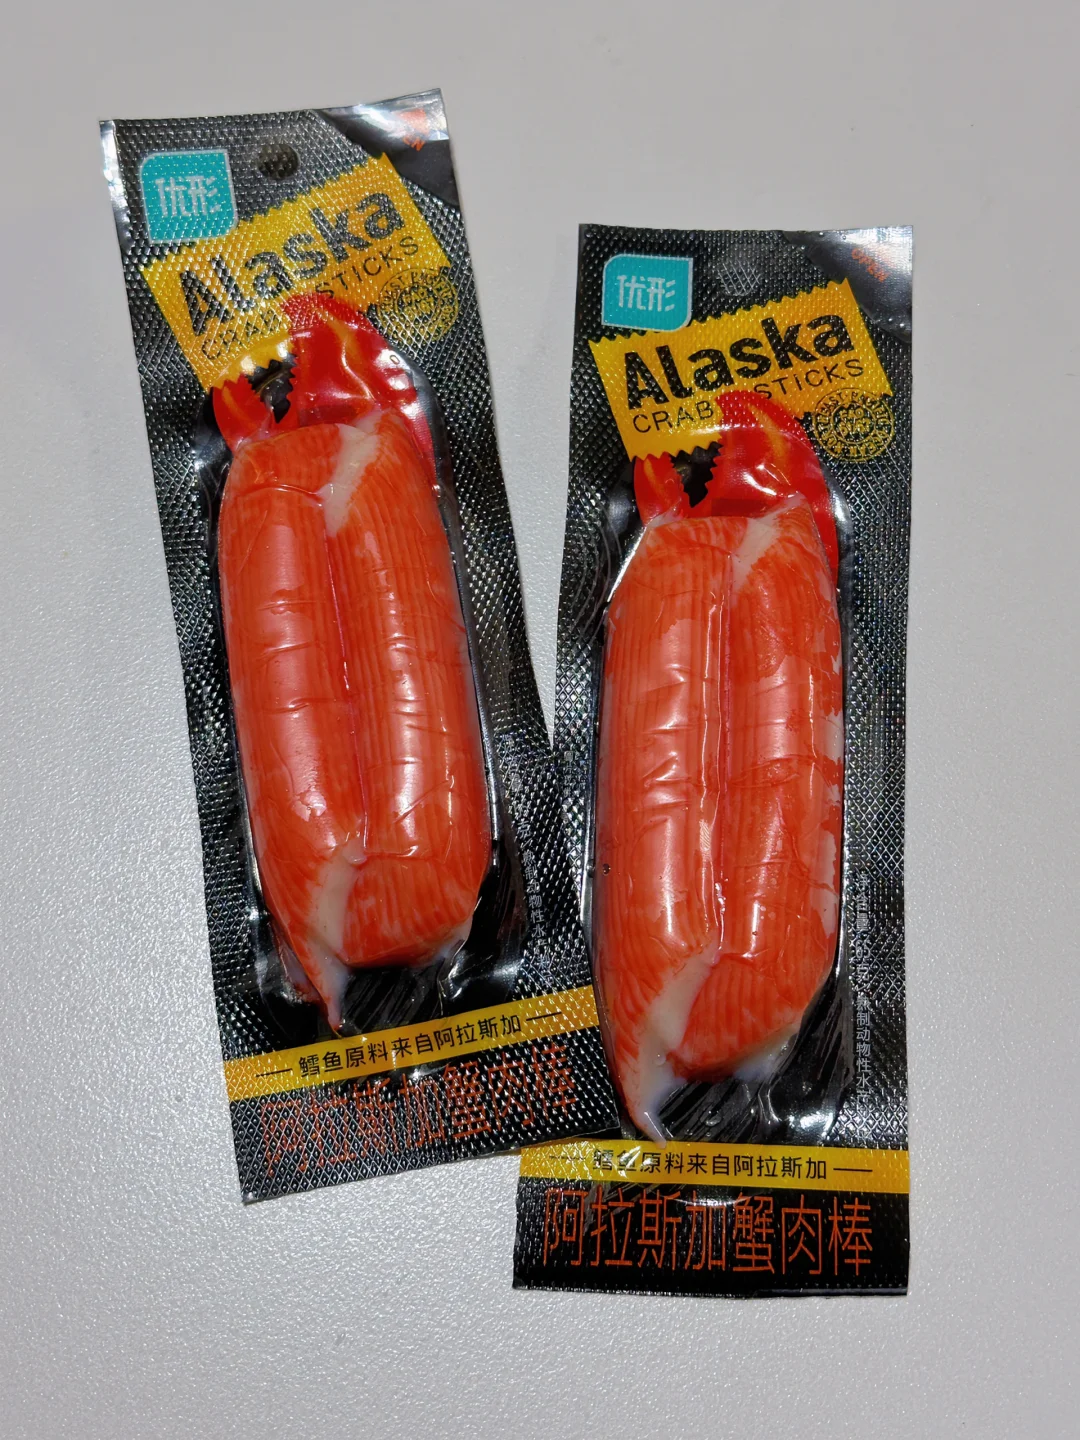 优形
Alaska
CRAB STICKS
鳕鱼原料来自阿拉斯加
阿拉斯加蟹肉棒
优形
OPEN
Alaska
CRAB STICKS
鳕鱼原料来自阿拉斯加
阿拉斯加蟹肉棒